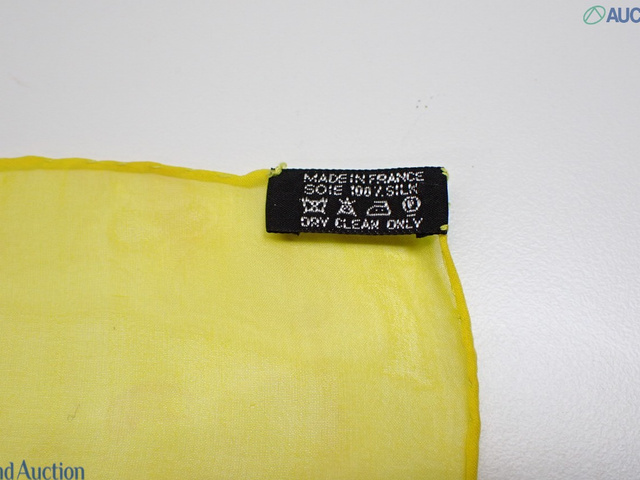 AUC
MADE IN FRANCE
SOIE 100% SILK
DRY CLEAN ONLY
nd Auction